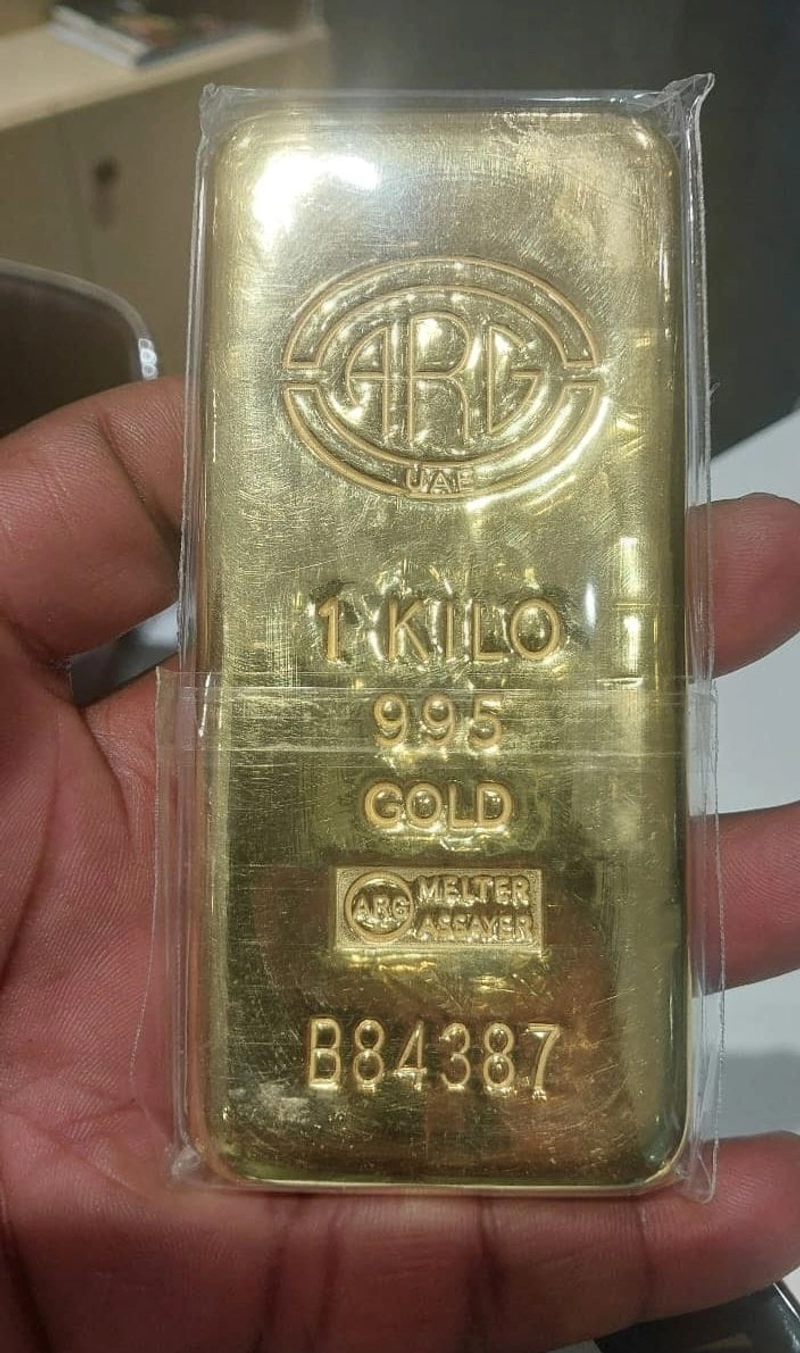 ARG
UAE
1 KILO
995
GOLD
ARG MELTER
ASSAYER
B84387